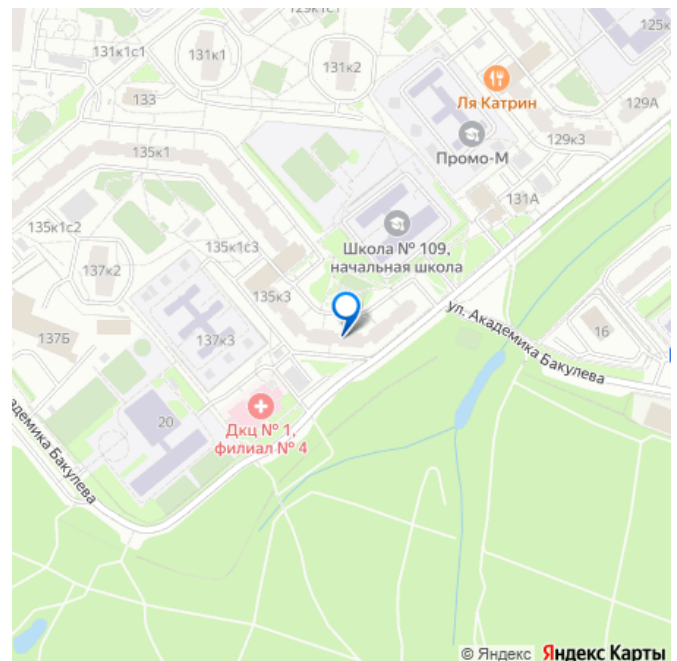 131к1с1
131к1
131к2
125к
133
Ля Катрин
129А
129к3
135к1
Промо-М
131А
135к1с2
135к1с3
137к2
Школа № 109,
начальная школа
135к3
ул. Академика Бакулева
16
137Б
137к3
20
Дкц № 1,
филиал № 4
адемика Бакулева
© Яндекс Яндекс Карты